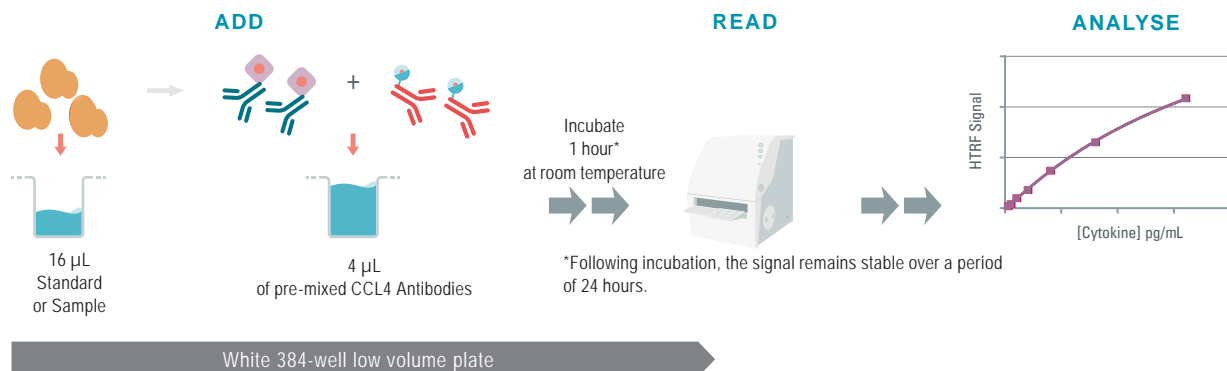 ADD
READ
ANALYSE
+
Incubate
1 hour*
at room temperature
HTRF Signal
[Cytokine] pg/mL
16 µL
Standard
or Sample
4 µL
of pre-mixed CCL4 Antibodies
*Following incubation, the signal remains stable over a period
of 24 hours.
White 384-well low volume plate